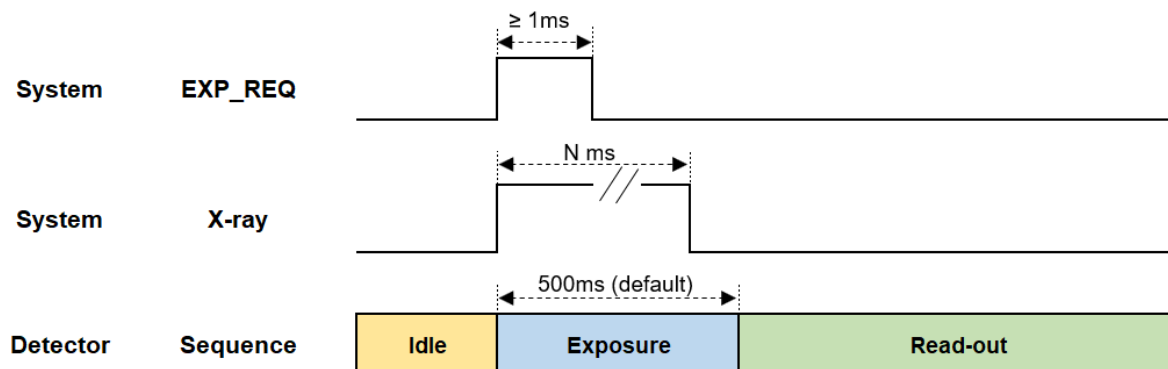 ≥ 1ms
System EXP_REQ
N ms
System X-ray
500ms (default)
Detector Sequence Idle Exposure Read-out